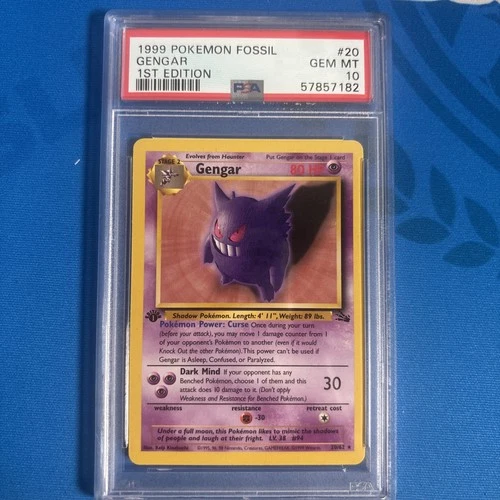 1999 POKEMON FOSSIL #20
GENGAR GEM MT
1ST EDITION 10
PSA 57857182
STAGE 2 Evolves from Haunter Put Gengar on the Stage 1 card
Gengar 80 HP
Shadow Pokémon. Length: 4' 11", Weight: 89 lbs.
Pokémon Power: Curse Once during your turn
(before your attack), you may move 1 damage counter from
1 of your opponent's Pokémon to another (even if it would
Knock Out the other Pokémon). This power can't be used if
Gengar is Asleep, Confused, or Paralyzed.
Dark Mind If your opponent has any
Benched Pokémon, choose 1 of them and this
attack does 10 damage to it. (Don't apply
Weakness and Resistance for Benched Pokémon.)
30
weakness resistance retreat cost
-30
Under a full moon, this Pokémon likes to mimic the shadows
of people and laugh at their fright. LV. 38 #94
20/62